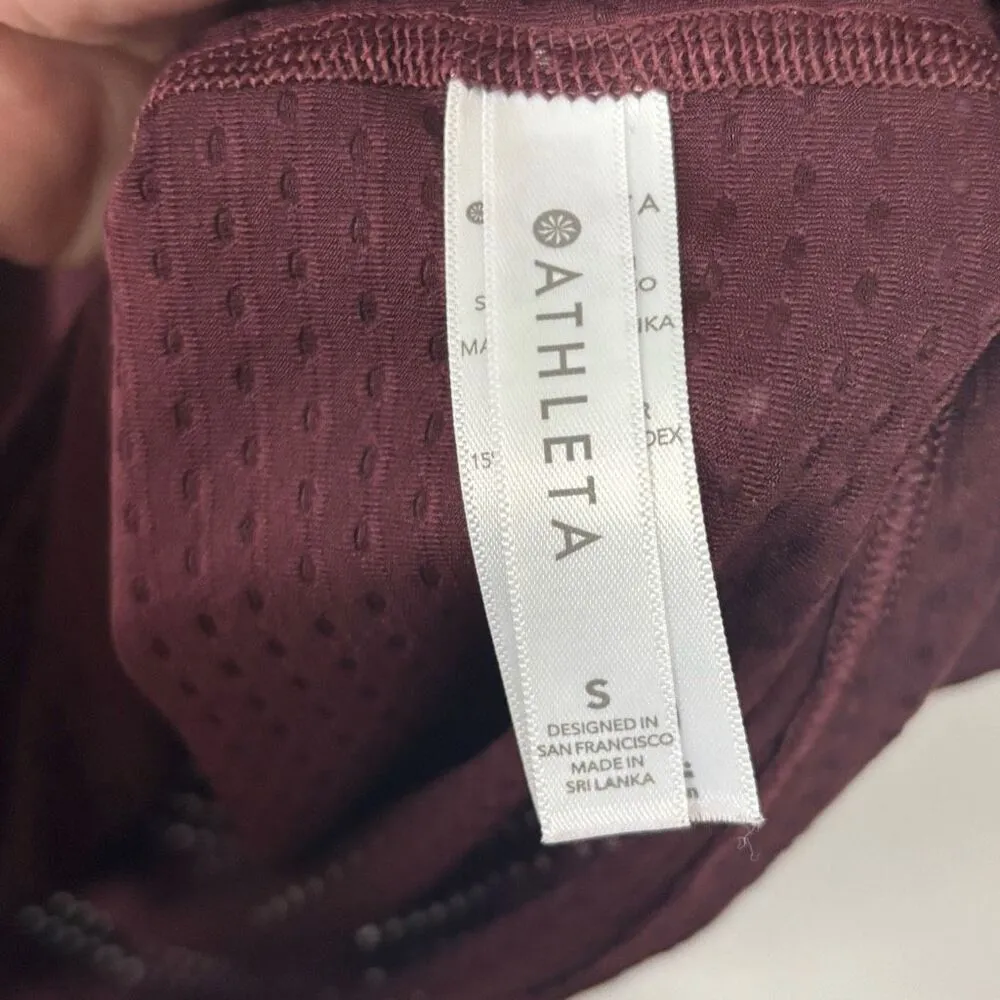 ATHLETA
S
DESIGNED IN
SAN FRANCISCO
MADE IN
SRI LANKA